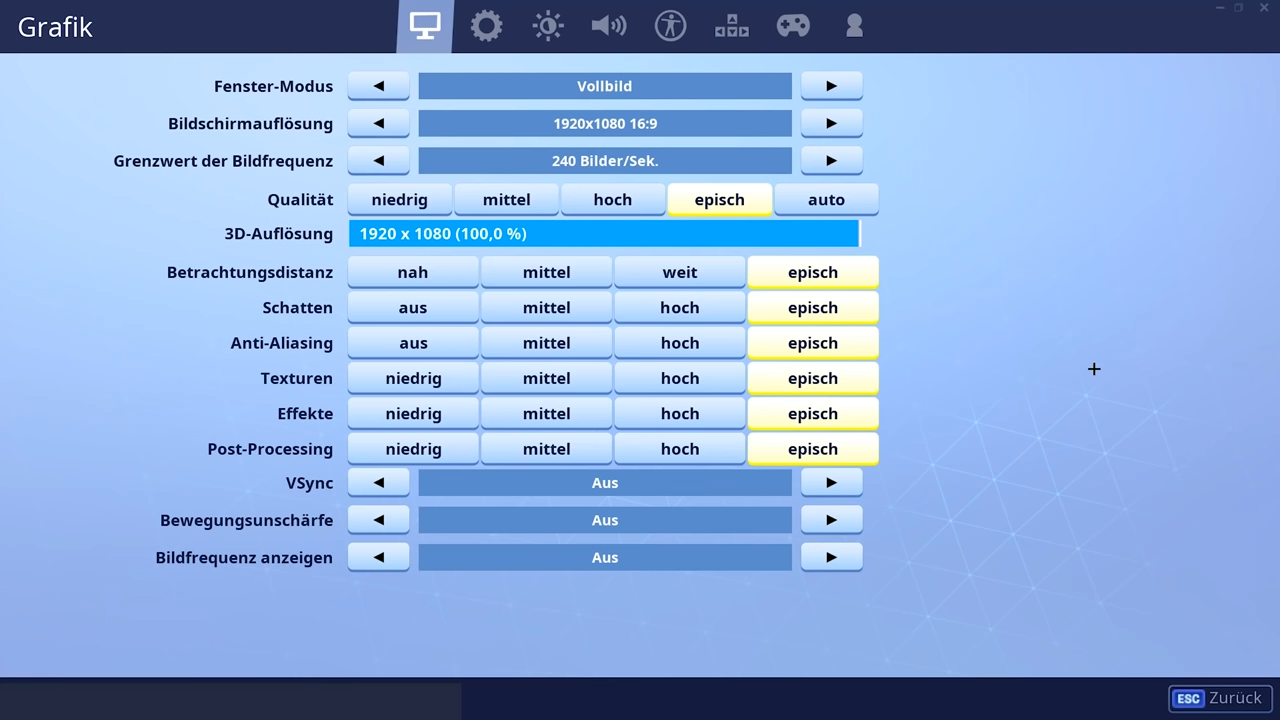 Grafik
Fenster-Modus Vollbild
Bildschirmauflösung 1920x1080 16:9
Grenzwert der Bildfrequenz 240 Bilder/Sek.
Qualität niedrig mittel hoch episch auto
3D-Auflösung 1920 x 1080 (100,0 %)
Betrachtungsdistanz nah mittel weit episch
Schatten aus mittel hoch episch
Anti-Aliasing aus mittel hoch episch
Texturen niedrig mittel hoch episch
Effekte niedrig mittel hoch episch
Post-Processing niedrig mittel hoch episch
VSync Aus
Bewegungsunschärfe Aus
Bildfrequenz anzeigen Aus
ESC Zurück